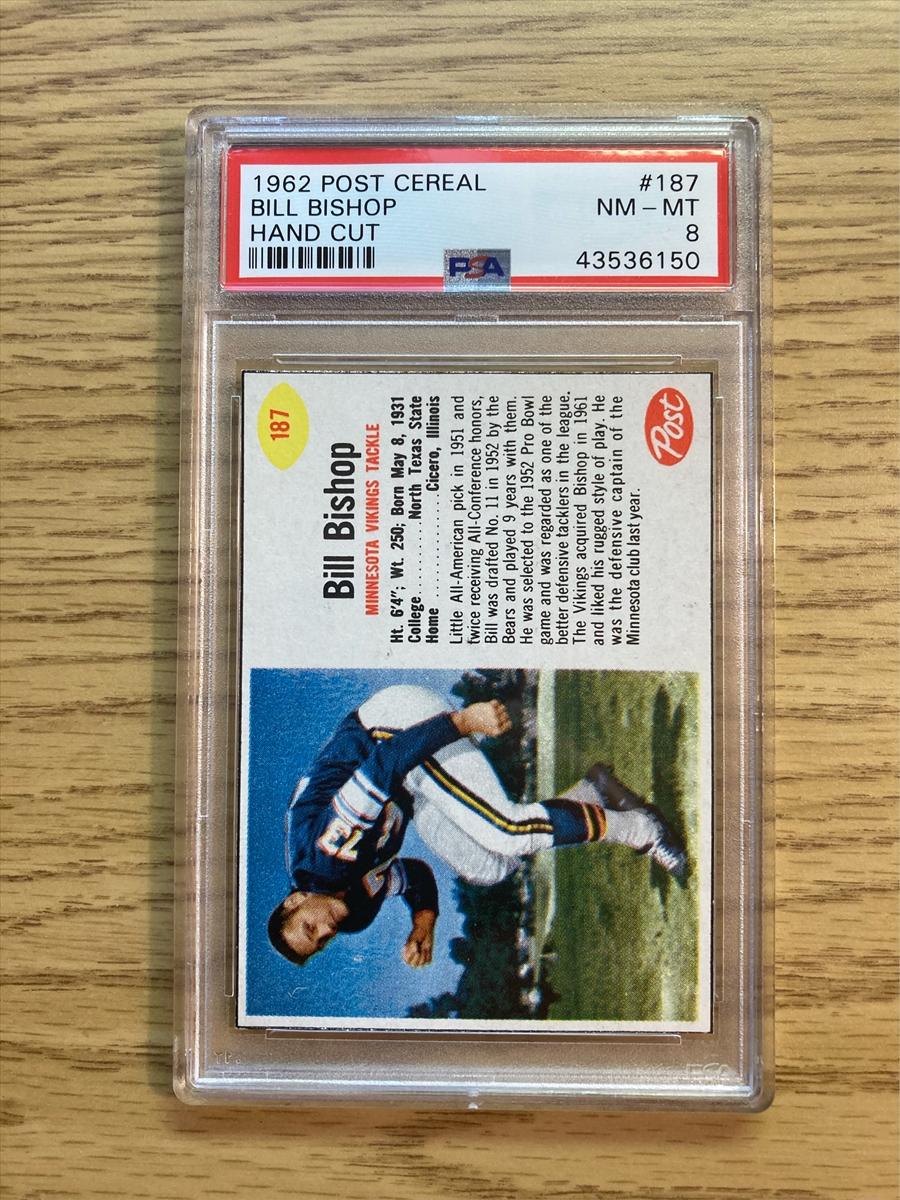 1962 POST CEREAL #187
BILL BISHOP NM-MT
HAND CUT 8
43536150
PSA
187
Bill Bishop
MINNESOTA VIKINGS TACKLE
Ht. 6'4"; Wt. 250; Born May 8, 1931
College............North Texas State
Home ..............Cicero, Illinois
Little All-American pick in 1951 and
twice receiving All-Conference honors,
Bill was drafted No. 11 in 1952 by the
Bears and played 9 years with them.
He was selected to the 1952 Pro Bowl
game and was regarded as one of the
better defensive tacklers in the league.
The Vikings acquired Bishop in 1961
and liked his rugged style of play. He
was the defensive captain of the
Minnesota club last year.
Post
73
PSA